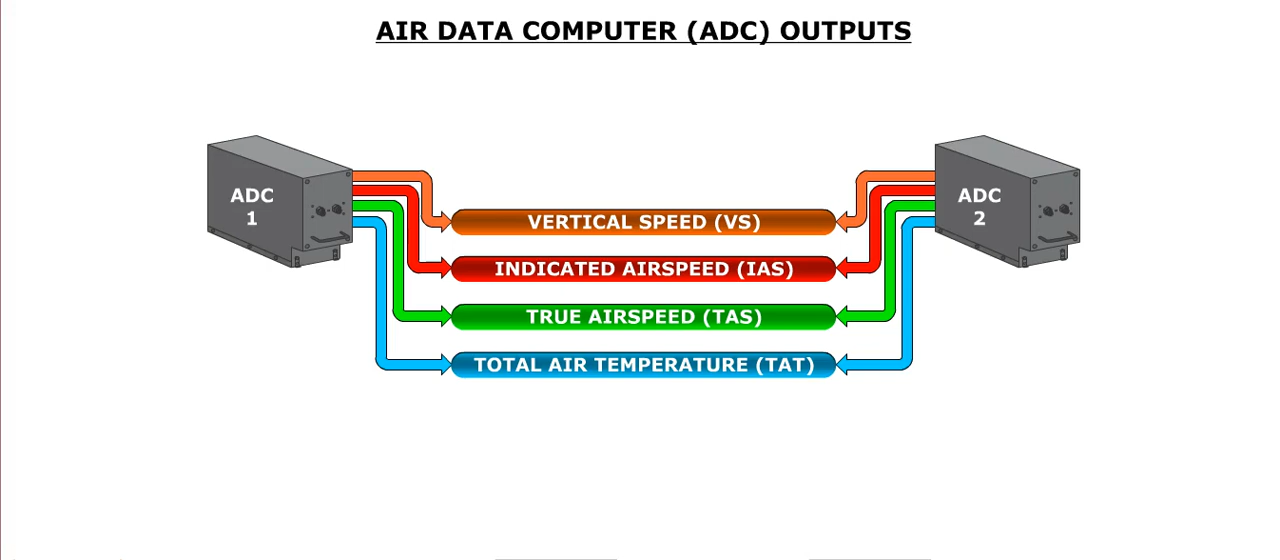 AIR DATA COMPUTER (ADC) OUTPUTS
ADC
1
ADC
2
VERTICAL SPEED (VS)
INDICATED AIRSPEED (IAS)
TRUE AIRSPEED (TAS)
TOTAL AIR TEMPERATURE (TAT)